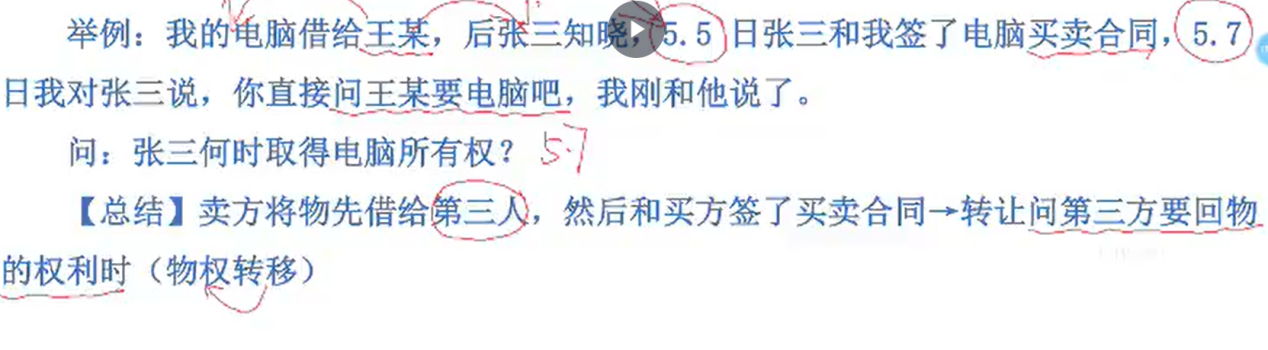 举例：我的电脑借给王某，后张三知晓，5.5日张三和我签了电脑买卖合同，5.7
日我对张三说，你直接问王某要电脑吧，我刚和他说了。
问：张三何时取得电脑所有权？ 5.7
【总结】卖方将物先借给第三人，然后和买方签了买卖合同→转让问第三方要回物
的权利时（物权转移）